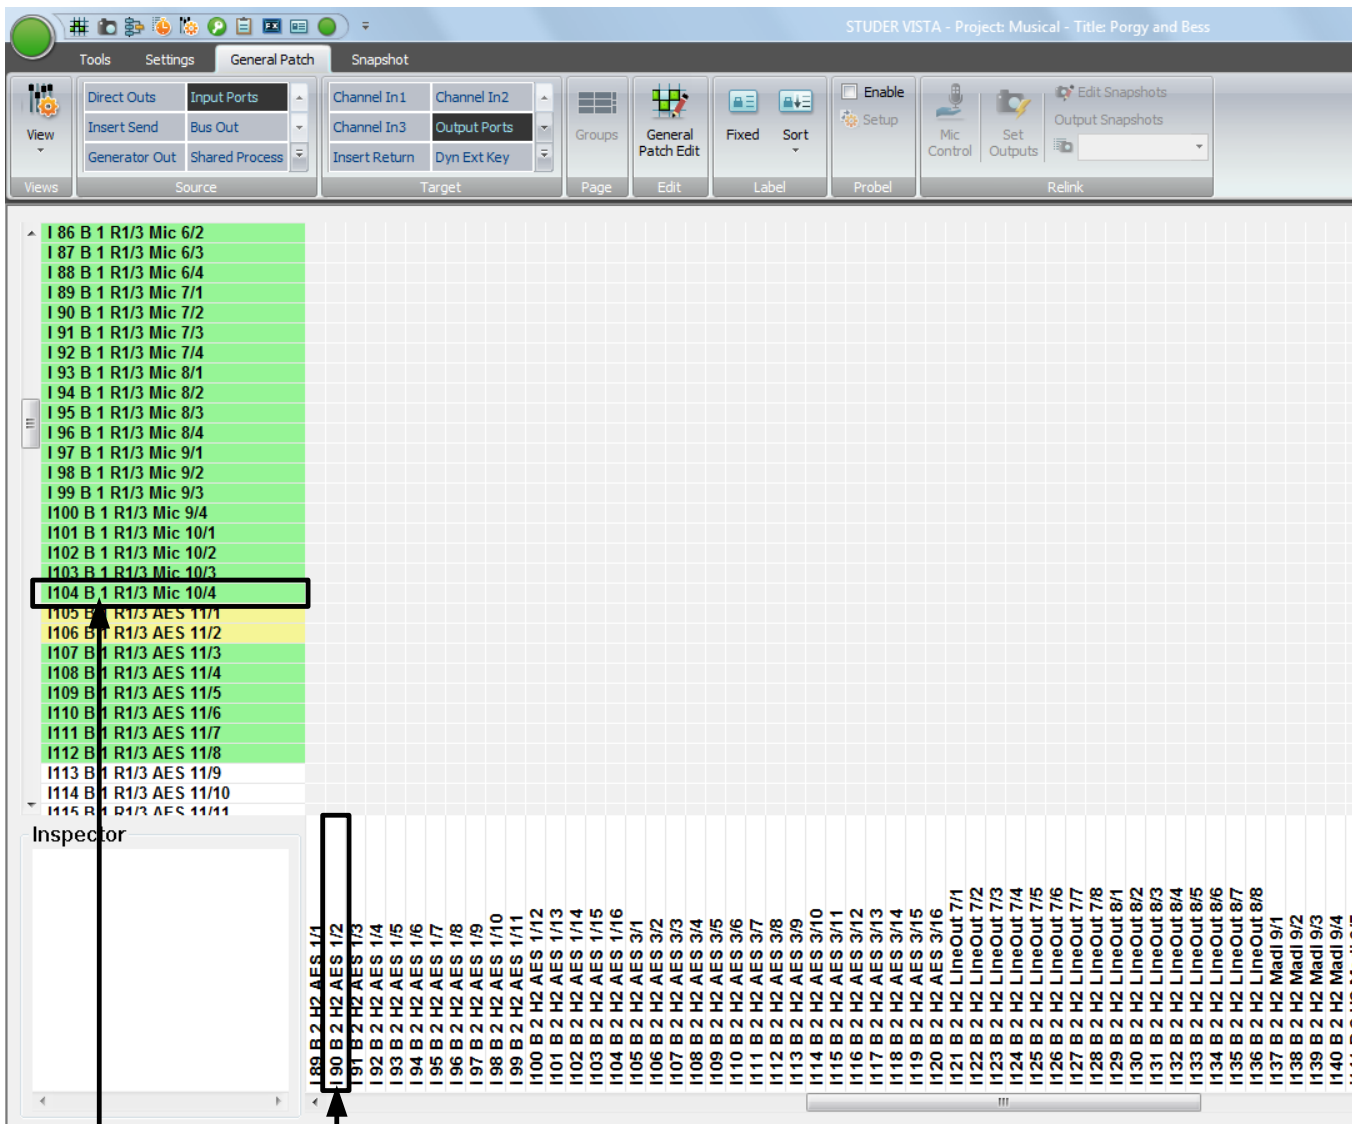 STUDER VISTA - Project: Musical - Title: Porgy and Bess
Tools Settings General Patch Snapshot
View
Views
Direct Outs Input Ports
Insert Send Bus Out
Generator Out Shared Process
Source
Channel In1 Channel In2
Channel In3 Output Ports
Insert Return Dyn Ext Key
Target
Groups
Page
General
Patch Edit
Edit
Fixed Sort
Label
Enable
Setup
Probel
Mic
Control
Set
Outputs
Edit Snapshots
Output Snapshots
Relink
I 86 B 1 R1/3 Mic 6/2
I 87 B 1 R1/3 Mic 6/3
I 88 B 1 R1/3 Mic 6/4
I 89 B 1 R1/3 Mic 7/1
I 90 B 1 R1/3 Mic 7/2
I 91 B 1 R1/3 Mic 7/3
I 92 B 1 R1/3 Mic 7/4
I 93 B 1 R1/3 Mic 8/1
I 94 B 1 R1/3 Mic 8/2
I 95 B 1 R1/3 Mic 8/3
I 96 B 1 R1/3 Mic 8/4
I 97 B 1 R1/3 Mic 9/1
I 98 B 1 R1/3 Mic 9/2
I 99 B 1 R1/3 Mic 9/3
I100 B 1 R1/3 Mic 9/4
I101 B 1 R1/3 Mic 10/1
I102 B 1 R1/3 Mic 10/2
I103 B 1 R1/3 Mic 10/3
I104 B 1 R1/3 Mic 10/4
I105 B 1 R1/3 AES 11/1
I106 B 1 R1/3 AES 11/2
I107 B 1 R1/3 AES 11/3
I108 B 1 R1/3 AES 11/4
I109 B 1 R1/3 AES 11/5
I110 B 1 R1/3 AES 11/6
I111 B 1 R1/3 AES 11/7
I112 B 1 R1/3 AES 11/8
I113 B 1 R1/3 AES 11/9
I114 B 1 R1/3 AES 11/10
I115 B 1 R1/3 AES 11/11
Inspector
I 89 B 2 H2 AES 1/1
I 90 B 2 H2 AES 1/2
I 91 B 2 H2 AES 1/3
I 92 B 2 H2 AES 1/4
I 93 B 2 H2 AES 1/5
I 94 B 2 H2 AES 1/6
I 95 B 2 H2 AES 1/7
I 96 B 2 H2 AES 1/8
I 97 B 2 H2 AES 1/9
I 98 B 2 H2 AES 1/10
I 99 B 2 H2 AES 1/11
I100 B 2 H2 AES 1/12
I101 B 2 H2 AES 1/13
I102 B 2 H2 AES 1/14
I103 B 2 H2 AES 1/15
I104 B 2 H2 AES 1/16
I105 B 2 H2 AES 3/1
I106 B 2 H2 AES 3/2
I107 B 2 H2 AES 3/3
I108 B 2 H2 AES 3/4
I109 B 2 H2 AES 3/5
I110 B 2 H2 AES 3/6
I111 B 2 H2 AES 3/7
I112 B 2 H2 AES 3/8
I113 B 2 H2 AES 3/9
I114 B 2 H2 AES 3/10
I115 B 2 H2 AES 3/11
I116 B 2 H2 AES 3/12
I117 B 2 H2 AES 3/13
I118 B 2 H2 AES 3/14
I119 B 2 H2 AES 3/15
I120 B 2 H2 AES 3/16
I121 B 2 H2 LineOut 7/1
I122 B 2 H2 LineOut 7/2
I123 B 2 H2 LineOut 7/3
I124 B 2 H2 LineOut 7/4
I125 B 2 H2 LineOut 7/5
I126 B 2 H2 LineOut 7/6
I127 B 2 H2 LineOut 7/7
I128 B 2 H2 LineOut 7/8
I129 B 2 H2 LineOut 8/1
I130 B 2 H2 LineOut 8/2
I131 B 2 H2 LineOut 8/3
I132 B 2 H2 LineOut 8/4
I133 B 2 H2 LineOut 8/5
I134 B 2 H2 LineOut 8/6
I135 B 2 H2 LineOut 8/7
I136 B 2 H2 LineOut 8/8
I137 B 2 H2 Madi 9/1
I138 B 2 H2 Madi 9/2
I139 B 2 H2 Madi 9/3
I140 B 2 H2 Madi 9/4